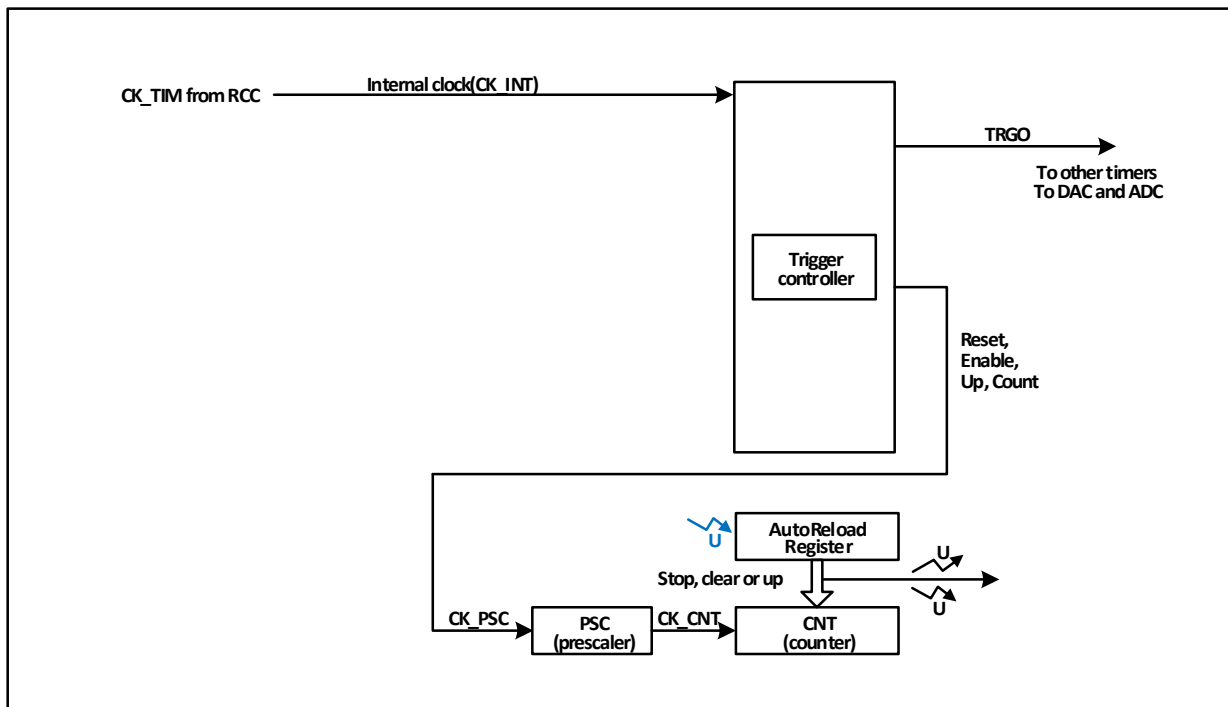 CK_TIM from RCC
Internal clock(CK_INT)
TRGO
To other timers
To DAC and ADC
Trigger
controller
Reset,
Enable,
Up, Count
U
AutoReload
Register
U
Stop, clear or up
U
CK_PSC
PSC
(prescaler)
CK_CNT
CNT
(counter)